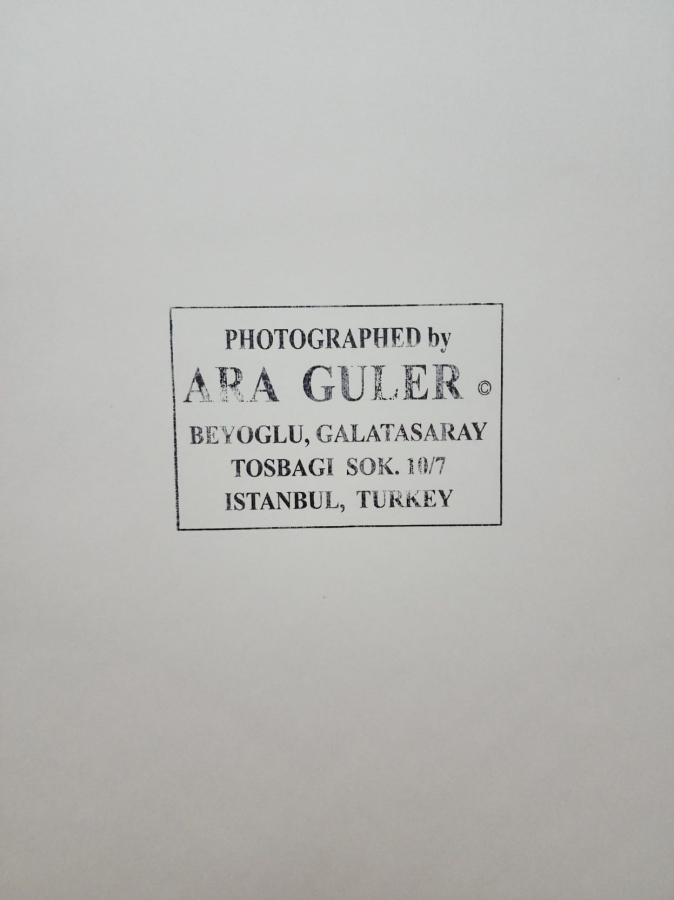 PHOTOGRAPHED by
ARA GULER ©
BEYOGLU, GALATASARAY
TOSBAGI SOK. 10/7
ISTANBUL, TURKEY